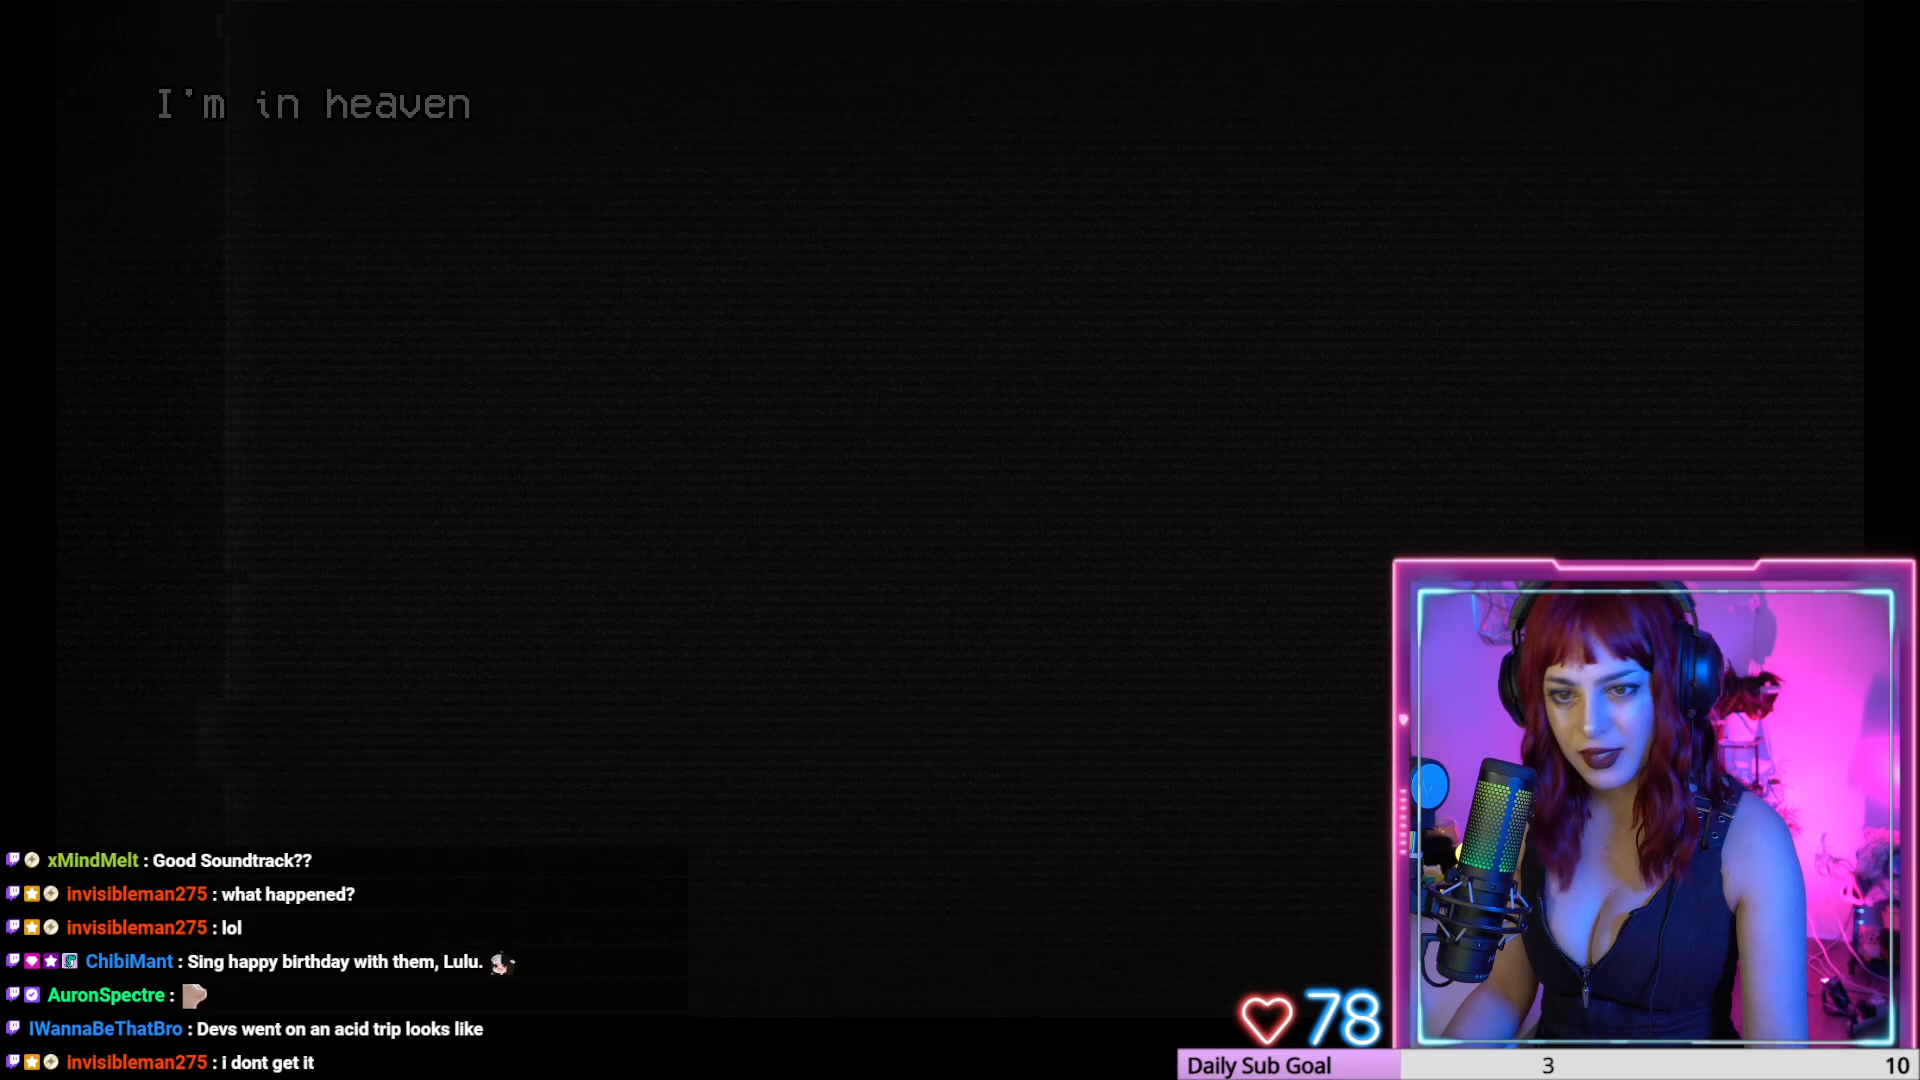 I'm in heaven
xMindMelt : Good Soundtrack??
invisibleman275 : what happened?
invisibleman275 : lol
ChibiMant : Sing happy birthday with them, Lulu.
AuronSpectre :
IWannaBeThatBro : Devs went on an acid trip looks like
invisibleman275 : i dont get it
78
Daily Sub Goal 3 10